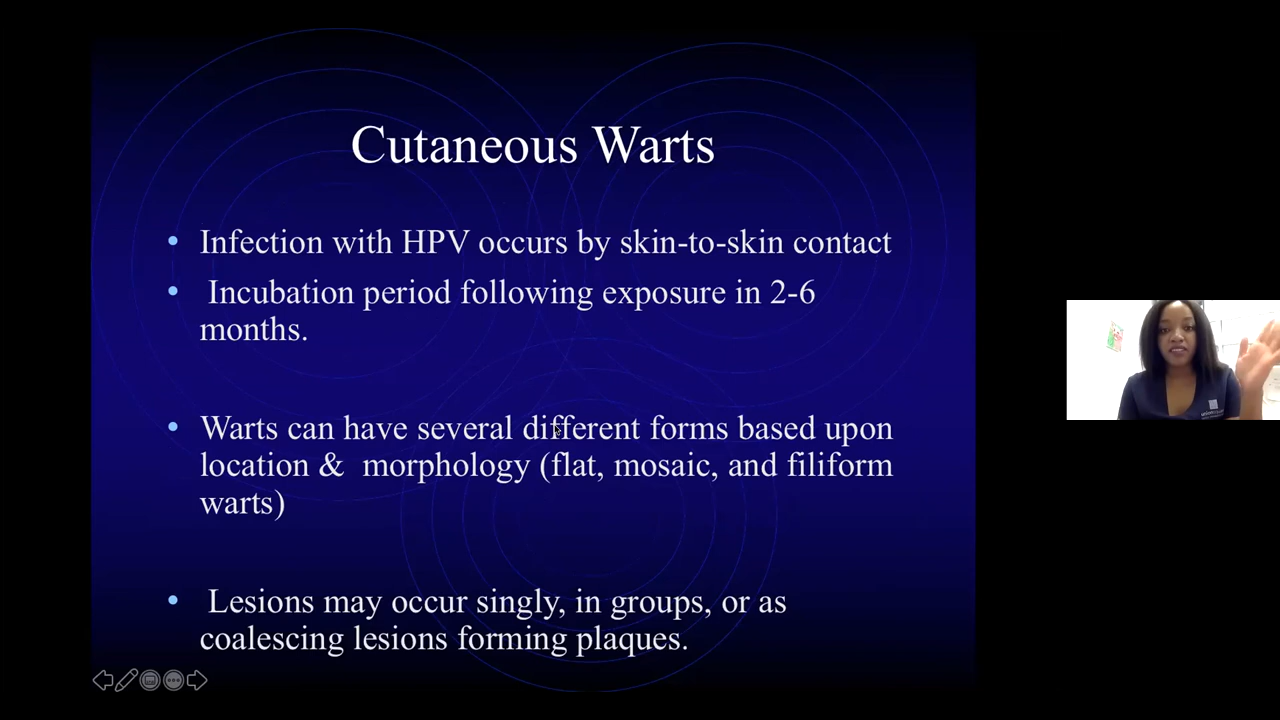 Cutaneous Warts
• Infection with HPV occurs by skin-to-skin contact
• Incubation period following exposure in 2-6
months.
• Warts can have several different forms based upon
location & morphology (flat, mosaic, and filiform
warts)
• Lesions may occur singly, in groups, or as
coalescing lesions forming plaques.